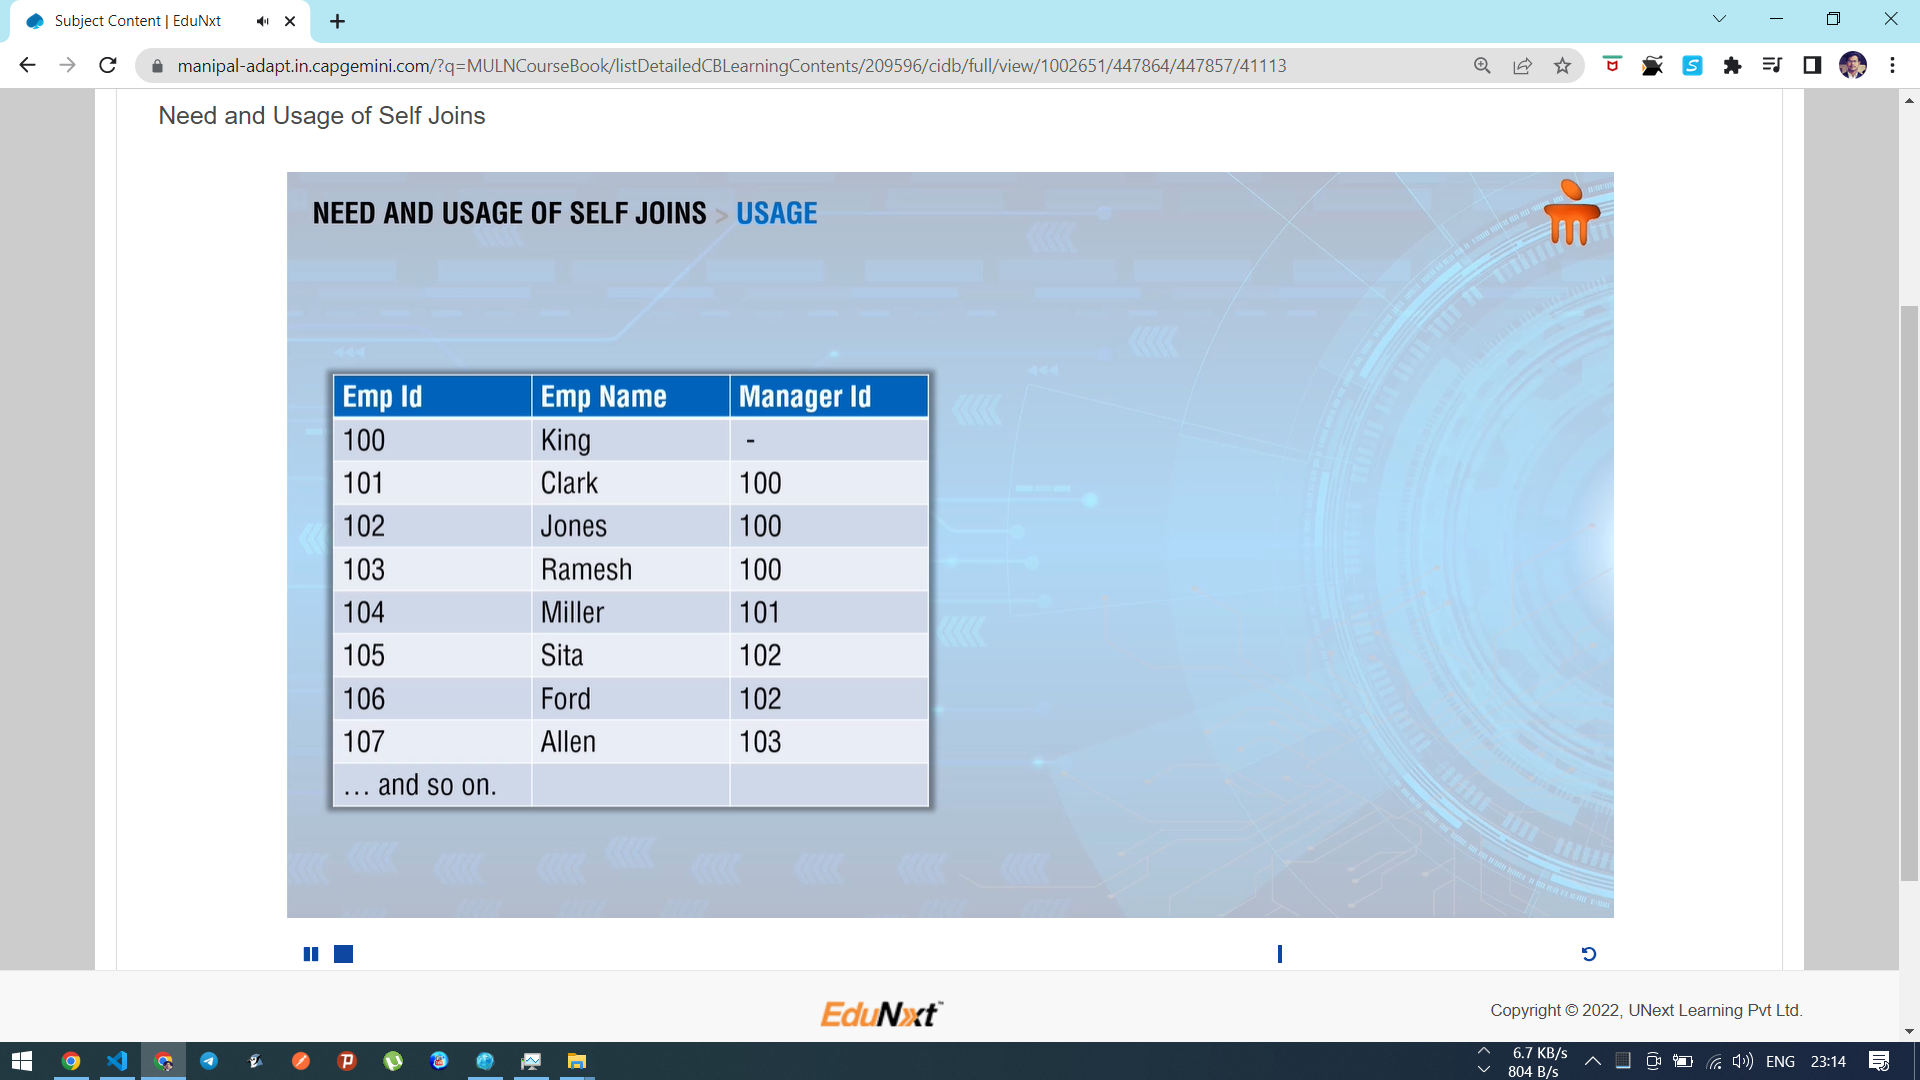 Subject Content | EduNxt
manipal-adapt.in.capgemini.com/?q=MULNCourseBook/listDetailedCBLearningContents/209596/cidb/full/view/1002651/447864/447857/41113
Need and Usage of Self Joins
NEED AND USAGE OF SELF JOINS > USAGE
Emp Id Emp Name Manager Id
100 King -
101 Clark 100
102 Jones 100
103 Ramesh 100
104 Miller 101
105 Sita 102
106 Ford 102
107 Allen 103
... and so on.
EduNxt™
Copyright © 2022, UNext Learning Pvt Ltd.
6.7 KB/s
804 B/s
ENG 23:14